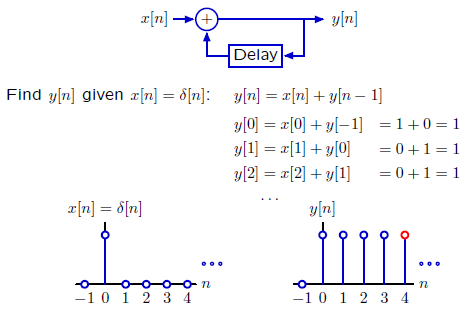 x[n] + y[n]
Delay
Find y[n] given x[n] = δ[n]: y[n] = x[n] + y[n − 1]
y[0] = x[0] + y[−1] = 1 + 0 = 1
y[1] = x[1] + y[0] = 0 + 1 = 1
y[2] = x[2] + y[1] = 0 + 1 = 1
...
x[n] = δ[n] y[n]
−1 0 1 2 3 4 n −1 0 1 2 3 4 n